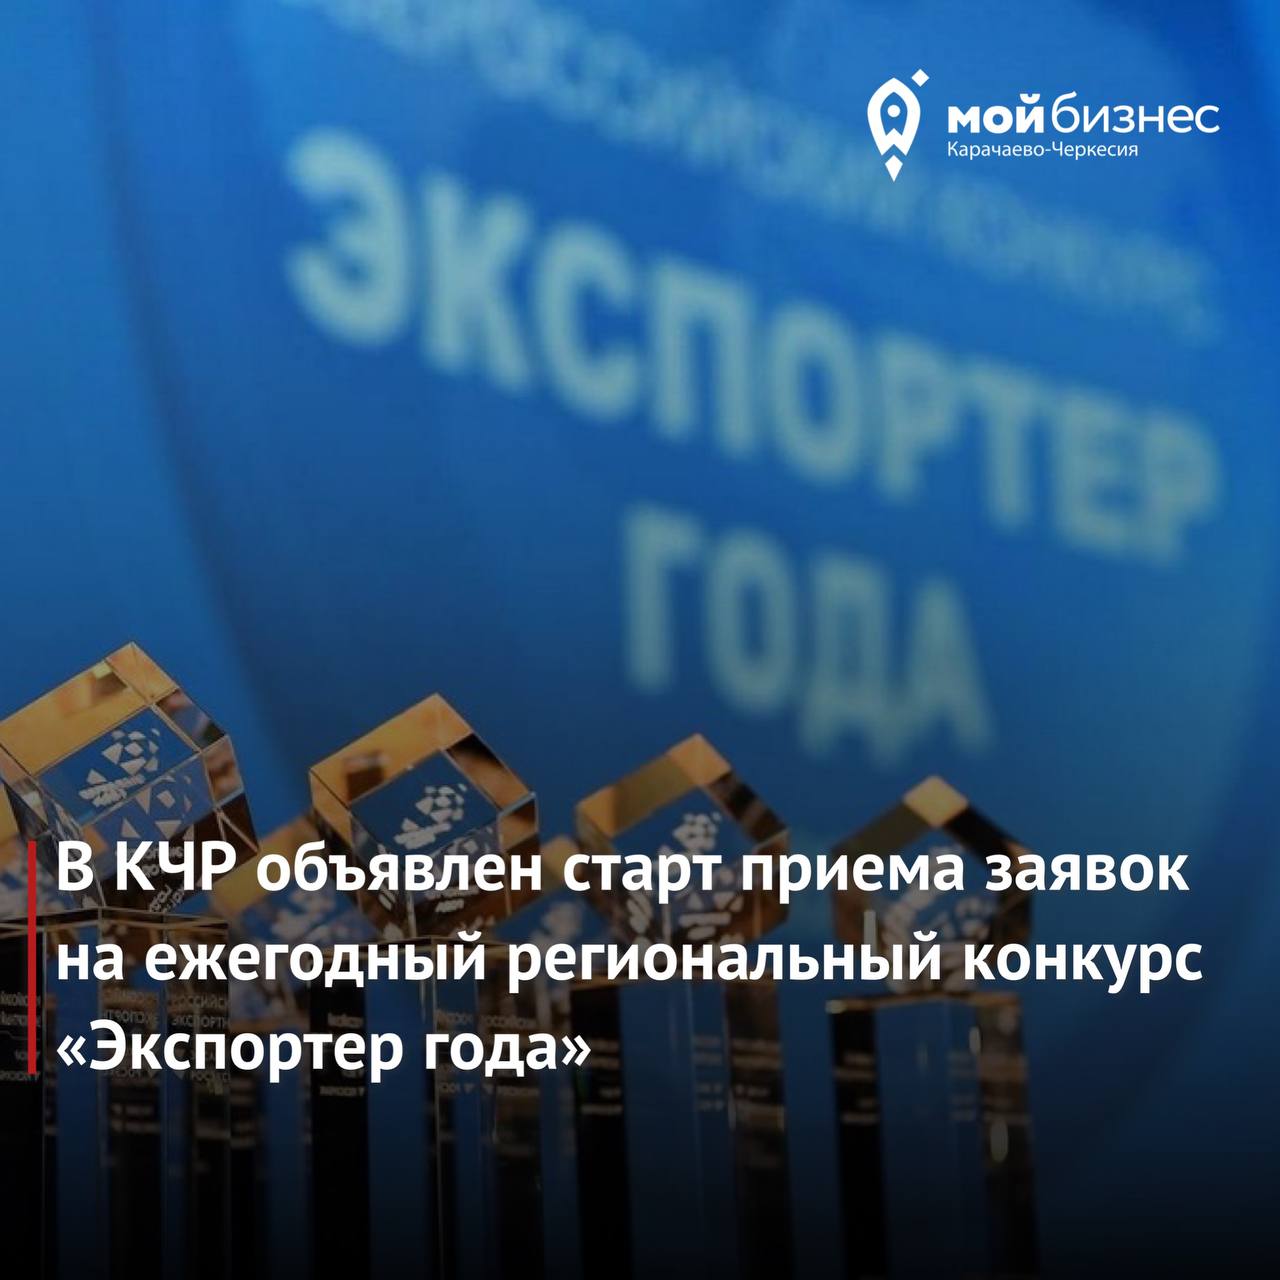 мой бизнес
Карачаево-Черкесия
ЭКСПОРТЕР
ГОДА
В КЧР объявлен старт приема заявок
на ежегодный региональный конкурс
«Экспортер года»